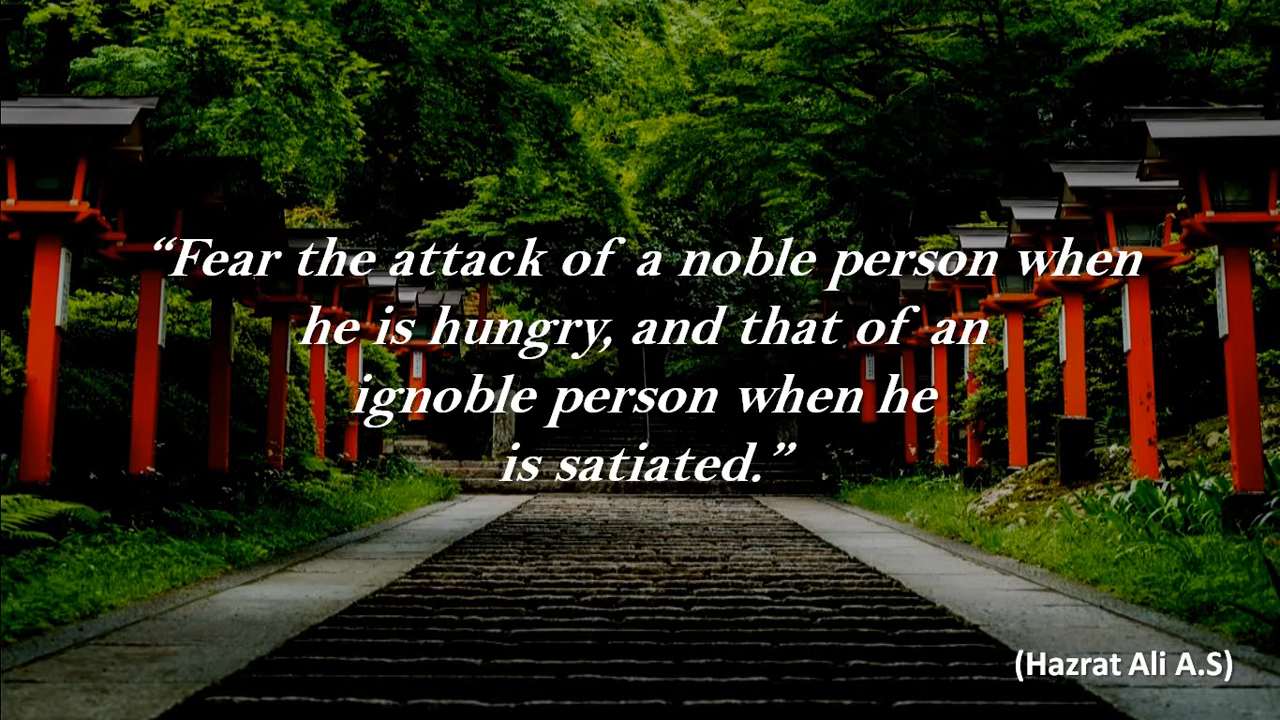 “Fear the attack of a noble person when
he is hungry, and that of an
ignoble person when he
is satiated.”
(Hazrat Ali A.S)